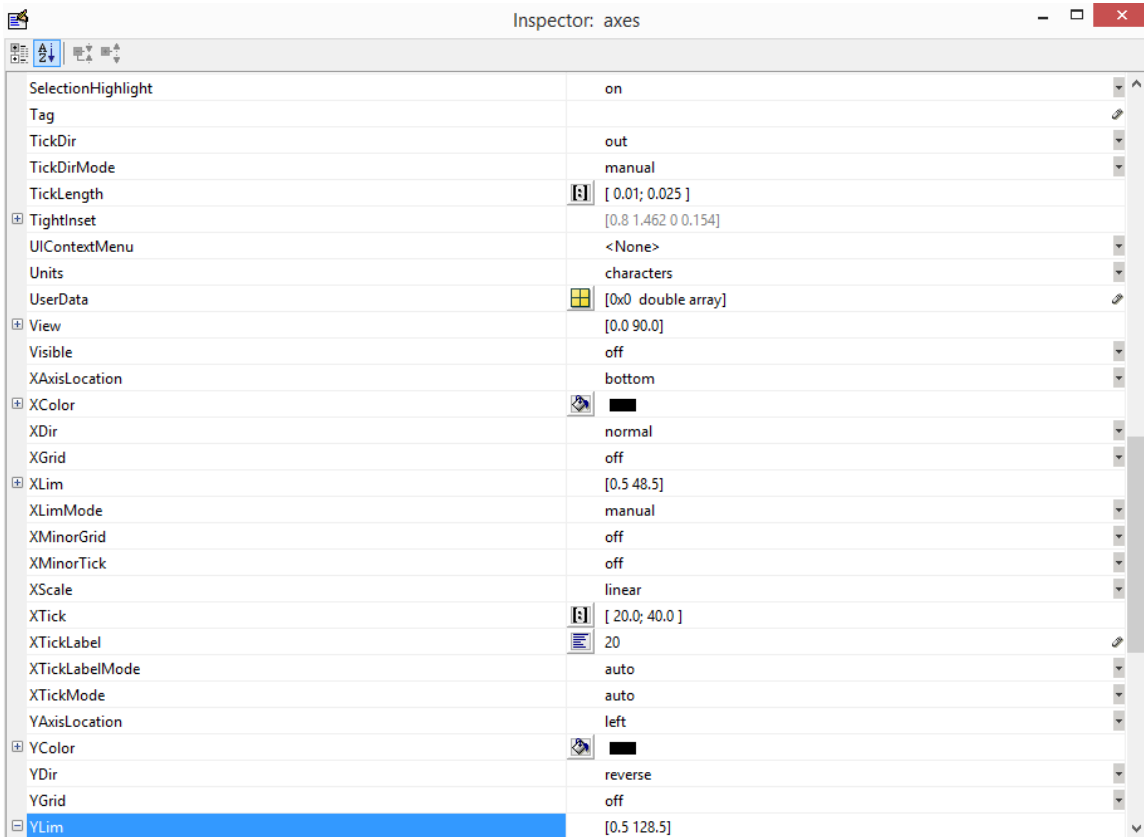 Inspector: axes
SelectionHighlight on
Tag
TickDir out
TickDirMode manual
TickLength [ 0.01; 0.025 ]
TightInset [0.8 1.462 0 0.154]
UIContextMenu <None>
Units characters
UserData [0x0 double array]
View [0.0 90.0]
Visible off
XAxisLocation bottom
XColor
XDir normal
XGrid off
XLim [0.5 48.5]
XLimMode manual
XMinorGrid off
XMinorTick off
XScale linear
XTick [ 20.0; 40.0 ]
XTickLabel 20
XTickLabelMode auto
XTickMode auto
YAxisLocation left
YColor
YDir reverse
YGrid off
YLim [0.5 128.5]